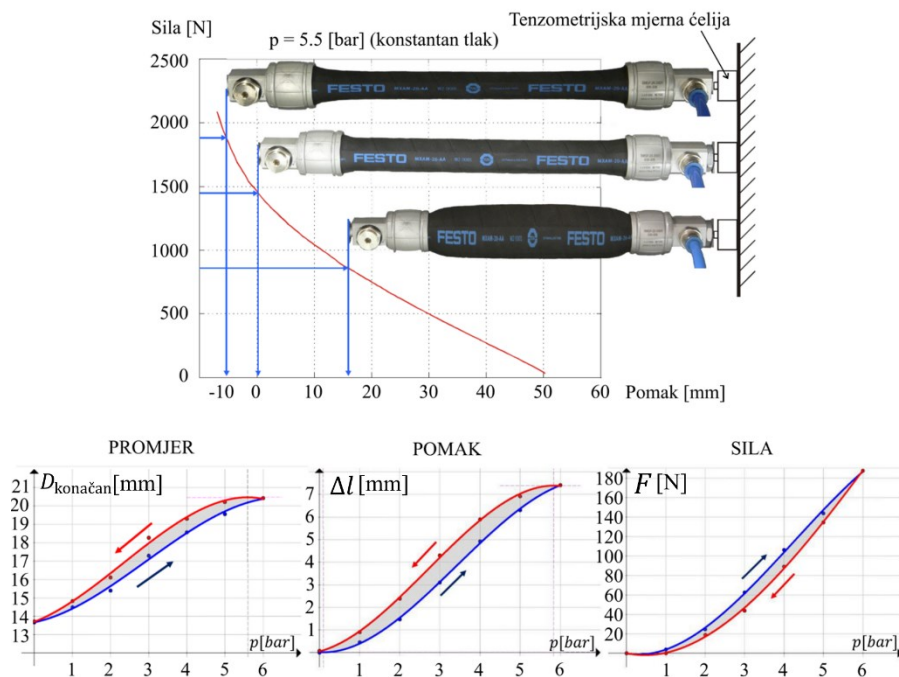 Tenzometrijska mjerna ćelija
Sila [N]
p = 5.5 [bar] (konstantan tlak)
2500
2000
1500
1000
500
0
FESTO FESTO
FESTO FESTO
FESTO FESTO
-10 0 10 20 30 40 50 60 Pomak [mm]
PROMJER POMAK SILA
D konačan [mm]
21
20
19
18
17
16
15
14
13
p[bar]
1 2 3 4 5 6
Δl [mm]
7
6
5
4
3
2
1
p[bar]
1 2 3 4 5 6
F [N]
180
160
140
120
100
80
60
40
20
0
p[bar]
1 2 3 4 5 6